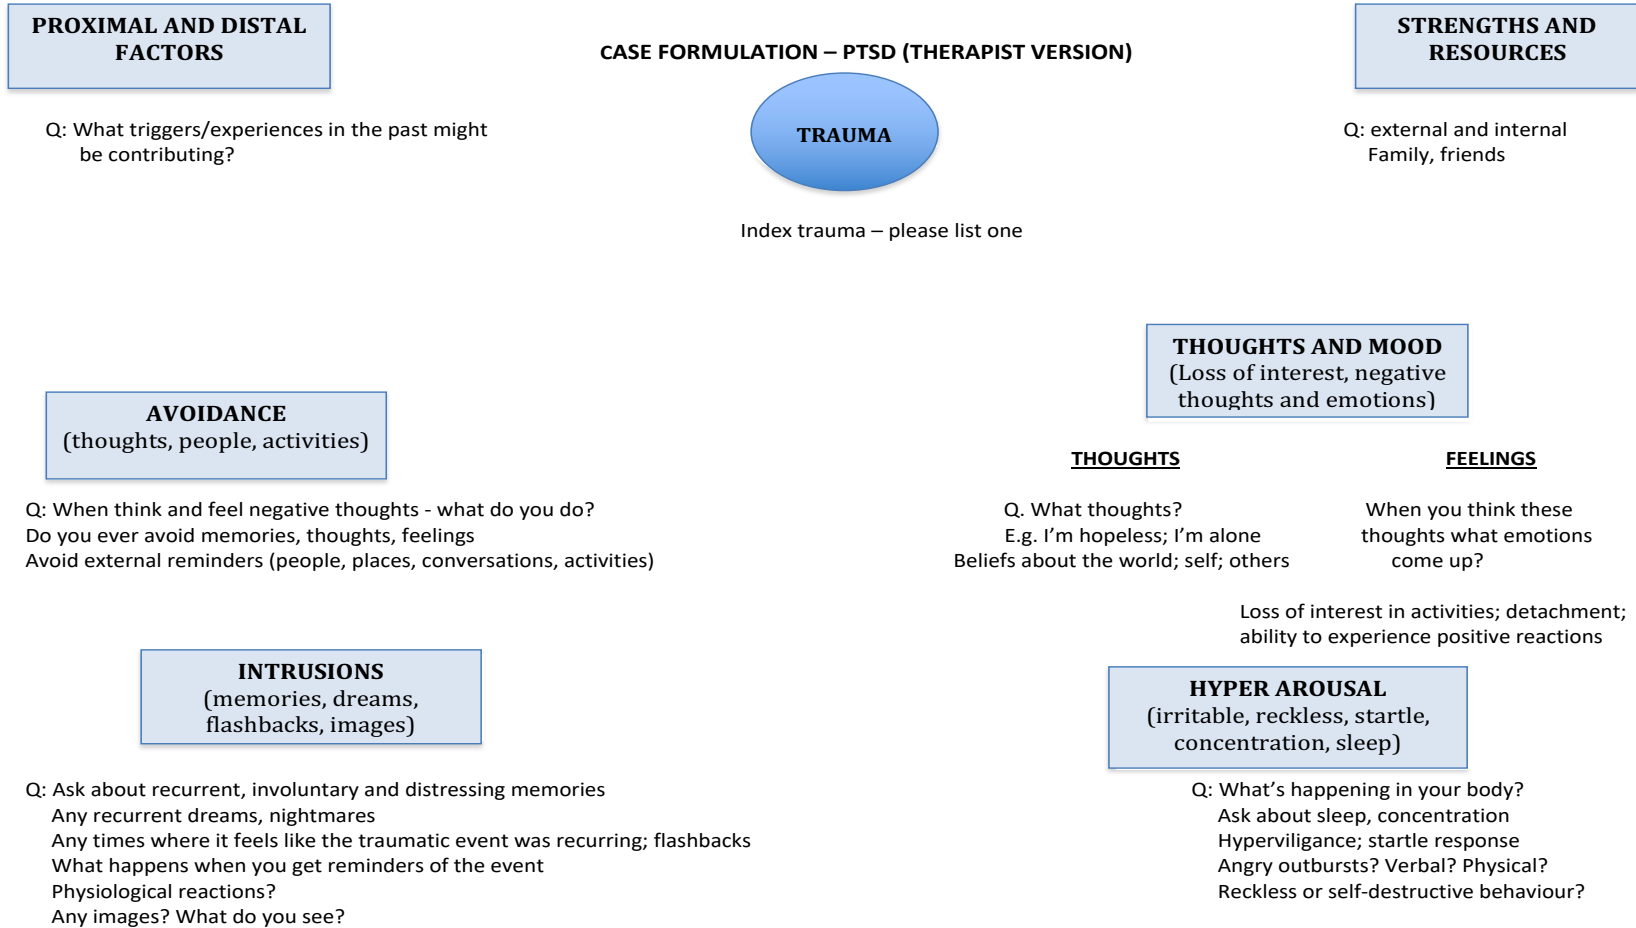 PROXIMAL AND DISTAL
FACTORS
CASE FORMULATION – PTSD (THERAPIST VERSION)
STRENGTHS AND
RESOURCES
Q: What triggers/experiences in the past might
be contributing?
TRAUMA
Q: external and internal
Family, friends
Index trauma – please list one
THOUGHTS AND MOOD
(Loss of interest, negative
thoughts and emotions)
AVOIDANCE
(thoughts, people, activities)
THOUGHTS
FEELINGS
Q: When think and feel negative thoughts - what do you do?
Do you ever avoid memories, thoughts, feelings
Avoid external reminders (people, places, conversations, activities)
Q. What thoughts?
E.g. I’m hopeless; I’m alone
Beliefs about the world; self; others
When you think these
thoughts what emotions
come up?
Loss of interest in activities; detachment;
ability to experience positive reactions
INTRUSIONS
(memories, dreams,
flashbacks, images)
HYPER AROUSAL
(irritable, reckless, startle,
concentration, sleep)
Q: Ask about recurrent, involuntary and distressing memories
Any recurrent dreams, nightmares
Any times where it feels like the traumatic event was recurring; flashbacks
What happens when you get reminders of the event
Physiological reactions?
Any images? What do you see?
Q: What’s happening in your body?
Ask about sleep, concentration
Hyperviligance; startle response
Angry outbursts? Verbal? Physical?
Reckless or self-destructive behaviour?